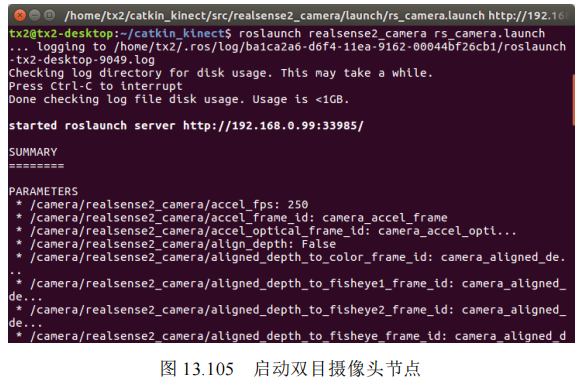 /home/tx2/catkin_kinect/src/realsense2_camera/launch/rs_camera.launch http://192.168
tx2@tx2-desktop:~/catkin_kinect$ roslaunch realsense2_camera rs_camera.launch
... logging to /home/tx2/.ros/log/ba1ca2a6-d6f4-11ea-9162-00044bf26cb1/roslaunch
-tx2-desktop-9049.log
Checking log directory for disk usage. This may take a while.
Press Ctrl-C to interrupt
Done checking log file disk usage. Usage is <1GB.
started roslaunch server http://192.168.0.99:33985/
SUMMARY
========
PARAMETERS
* /camera/realsense2_camera/accel_fps: 250
* /camera/realsense2_camera/accel_frame_id: camera_accel_frame
* /camera/realsense2_camera/accel_optical_frame_id: camera_accel_opti...
* /camera/realsense2_camera/align_depth: False
* /camera/realsense2_camera/aligned_depth_to_color_frame_id: camera_aligned_de.
..
* /camera/realsense2_camera/aligned_depth_to_fisheye1_frame_id: camera_aligned_
de...
* /camera/realsense2_camera/aligned_depth_to_fisheye2_frame_id: camera_aligned_
de...
* /camera/realsense2_camera/aligned_depth_to_fisheye_frame_id: camera_aligned_d
图 13.105 启动双目摄像头节点